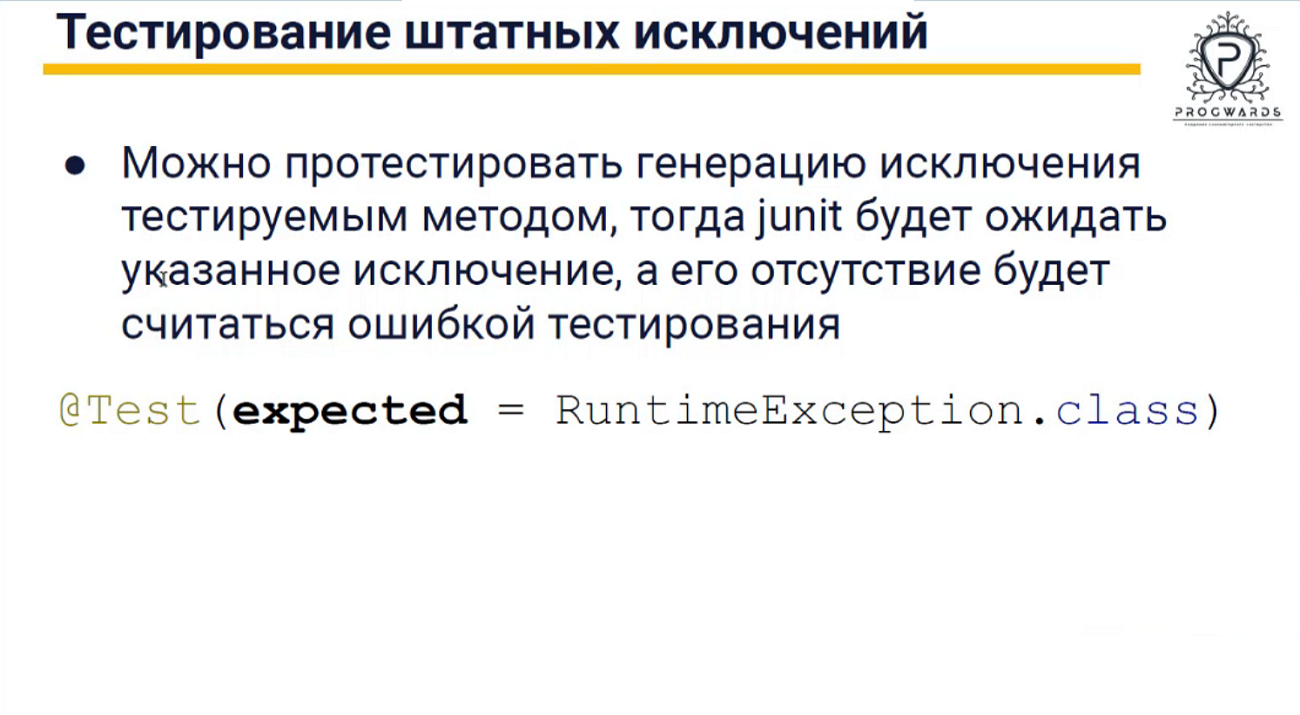 Тестирование штатных исключений
PROGWARDS
● Можно протестировать генерацию исключения
тестируемым методом, тогда junit будет ожидать
указанное исключение, а его отсутствие будет
считаться ошибкой тестирования
@Test(expected = RuntimeException.class)